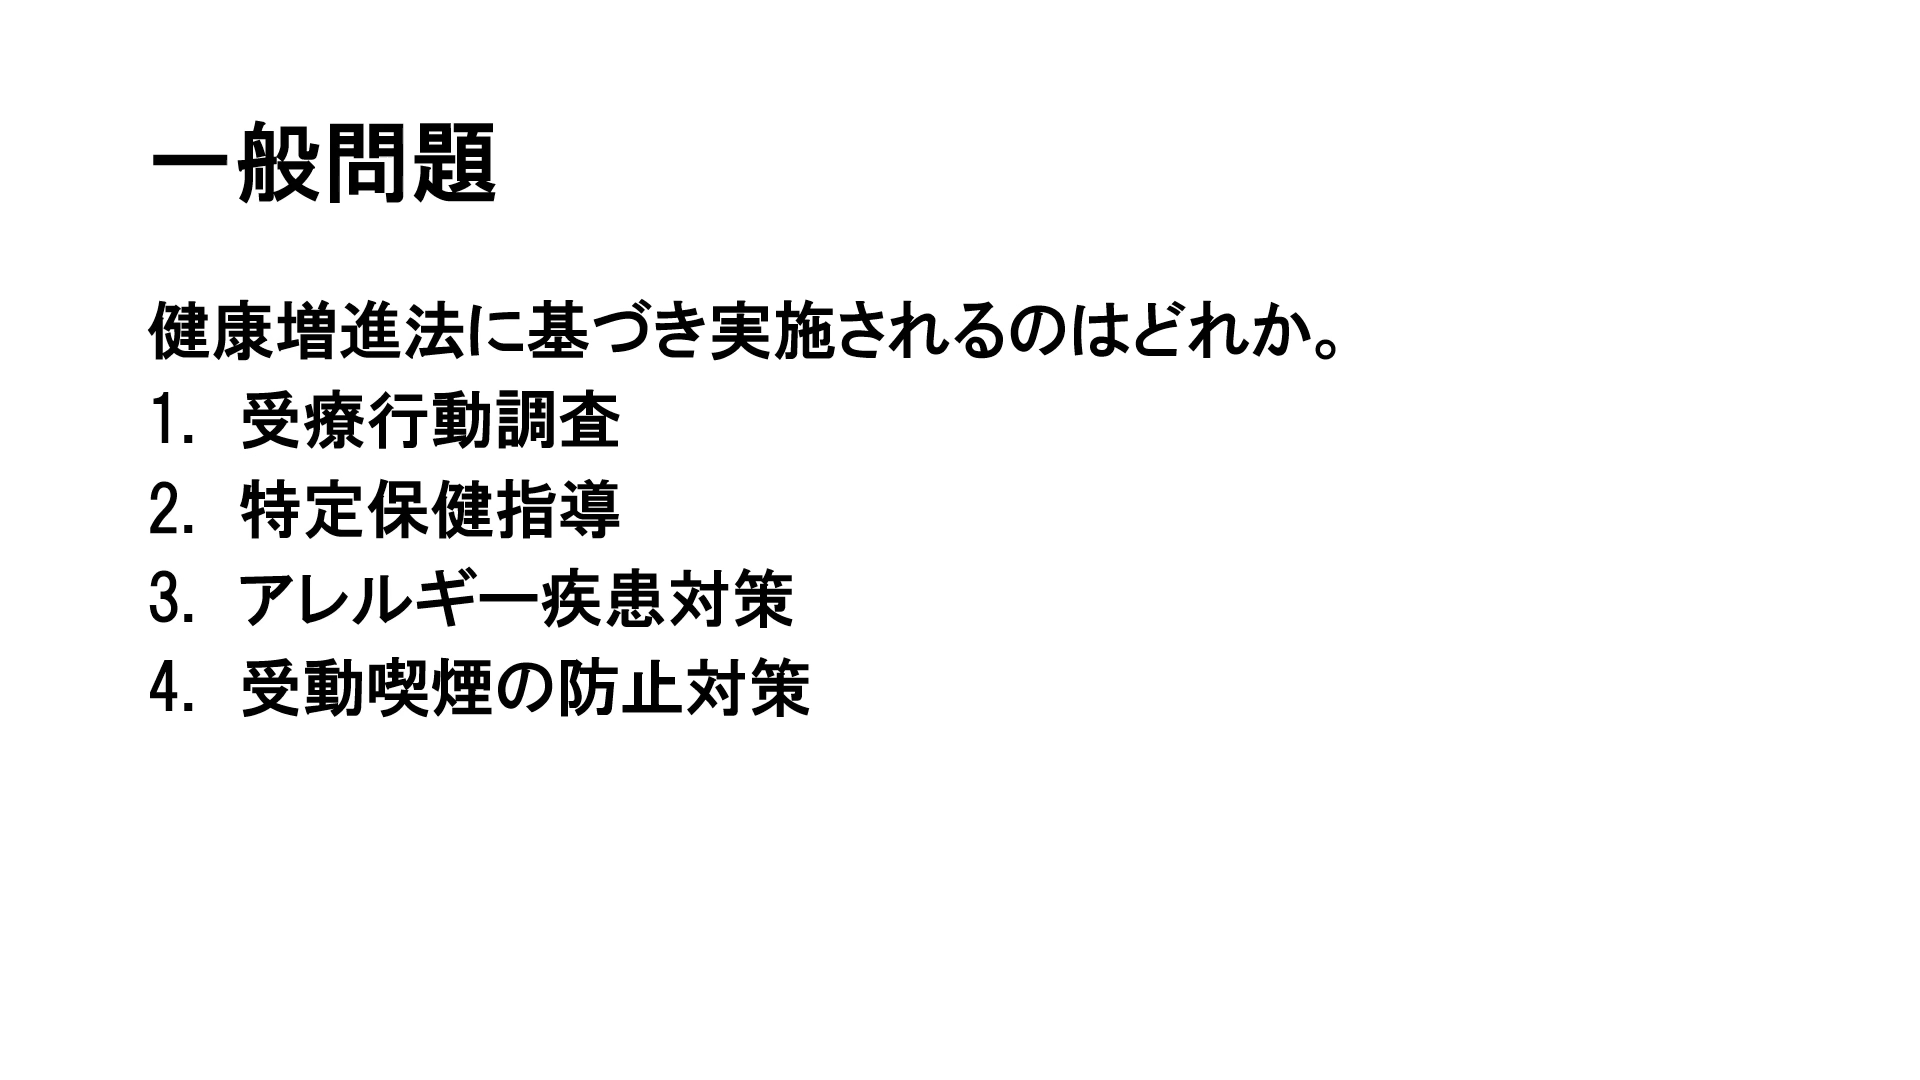 一般問題
健康増進法に基づき実施されるのはどれか。
1. 受療行動調査
2. 特定保健指導
3. アレルギー疾患対策
4. 受動喫煙の防止対策